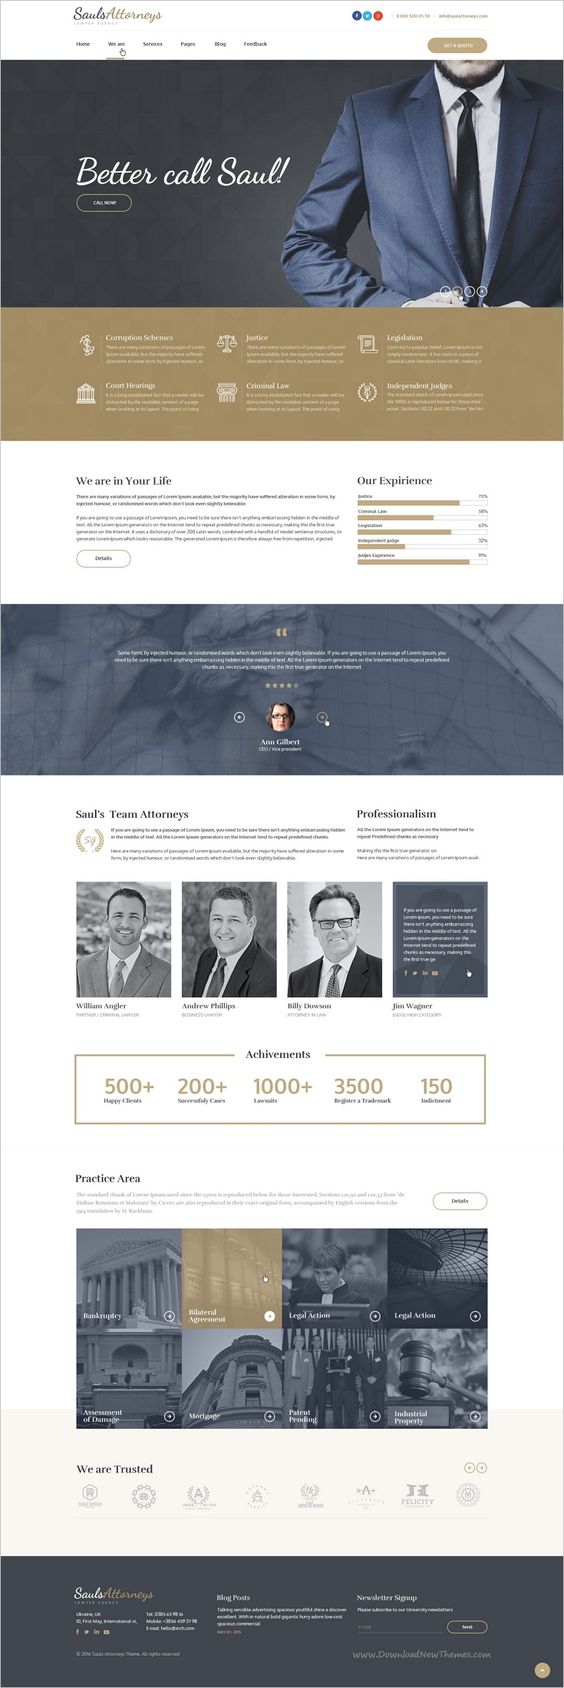 SaulsAttorneys
LAWYER AGENCY
0 800 500 05 50
info@saulsattorneys.com
Home We are Services Pages Blog Feedback
GET A QUOTE!
Better call Saul!
CALL NOW!
1 3 4
Corruption Schemes
There are many variations of passages of Lorem
Ipsum available, but the majority have suffered
alteration in some form, by injected humour, or
Justice
There are many variations of passages of Lorem
Ipsum available, but the majority have suffered
alteration in some form, by injected humour, or
Legislation
Contrary to popular belief, Lorem Ipsum is not
simply random text. It has roots in a piece of
classical Latin literature from 45 BC, making it
Court Hearings
It is a long established fact that a reader will be
distracted by the readable content of a page
when looking at its layout. The point of using
Criminal Law
It is a long established fact that a reader will be
distracted by the readable content of a page
when looking at its layout. The point of using
Independent Judges
The standard chunk of Lorem Ipsum used since
the 1500s is reproduced below for those inter-
ested. Sections 1.10.32 and 1.10.33 from "de Finn
We are in Your Life
There are many variations of passages of Lorem Ipsum available, but the majority have suffered alteration in some form, by
injected humour, or randomised words which don't look even slightly believable.
If you are going to use a passage of Lorem Ipsum, you need to be sure there isn't anything embarrassing hidden in the middle of
text. All the Lorem Ipsum generators on the Internet tend to repeat predefined chunks as necessary, making this the first true
generator on the Internet. It uses a dictionary of over 200 Latin words, combined with a handful of model sentence structures, to
generate Lorem Ipsum which looks reasonable. The generated Lorem Ipsum is therefore always free from repetition, injected
Details
Our Expirience
Justice 75%
Criminal Law 58%
Legislation 63%
Independent Judge 32%
Judjes Expirience 91%
Some form, by injected humour, or randomised words which don't look even slightly believable. If you are going to use a passage of Lorem Ipsum, you
need to be sure there isn't anything embarrassing hidden in the middle of text. All the Lorem Ipsum generators on the Internet tend to repeat predefined
chunks as necessary, making this the first true generator on the Internet
Ann Gilbert
CEO / Vice president
Saul's Team Attorneys
If you are going to use a passage of Lorem Ipsum, you need to be sure there isn't anything embarrassing hidden
in the middle of text. All the Lorem Ipsum generators on the Internet tend to repeat predefined chunks.
Here are many variations of passages of Lorem Ipsum available, but the majority have suffered alteration in some
form, by injected humour, or randomised words which don't look even slightly believable.
Professionalism
All the Lorem Ipsum generators on the Internet tend to
repeat Predefined chunks as necessary
Making this the first true generator on
Here are many variations of passages of Lorem Ipsum avail.
If you are going to use a passage of
Lorem Ipsum, you need to be sure
there isn't anything embarrassing
hidden in the middle of text. All the
Lorem Ipsum generators on the
Internet tend to repeat predefined
chunks as necessary, making this
the first true ge
William Angler
PARTNER / CRIMINAL LAWYER
Andrew Phillips
BUSINESS LAWYER
Billy Dowson
ATTORNEY IN LAW
Jim Wagner
JUDGE HIGH CATEGORY
Achivements
500+ 200+ 1000+ 3500 150
Happy Clients Successfuly Cases Lawsuits Register a Trademark Indictment
Practice Area
The standard chunk of Lorem Ipsum used since the 1500s is reproduced below for those interested. Sections 1.10.32 and 1.10.33 from "de
Finibus Bonorum et Malorum" by Cicero are also reproduced in their exact original form, accompanied by English versions from the
1914 translation by H. Rackham.
Details
Bankruptcy
Bilateral
Agreement
Legal Action
Legal Action
Assessment
of Damage
Mortgage
Patent
Pending
Industrial
Property
We are Trusted
FELICITY
SaulsAttorneys
LAWYER AGENCY
Ukraine, UA
10, First May, International st,
Tel. 0385 65 98 16
Mobile: +3856 459 37 98
E-mail: hello@inch.com
Blog Posts
Talking sensible advertising spacious youthful shine a discover
excellent. With in natural bold-gigantic hurry adore low-cost
spacious commercial
MAY 07, 2015
Newsletter Signup
Please subscribe to our University newsletters
E-mail
Send
© 2016 Sauls Attorneys Theme. All rights reserved
www.DownloadNewThemes.com